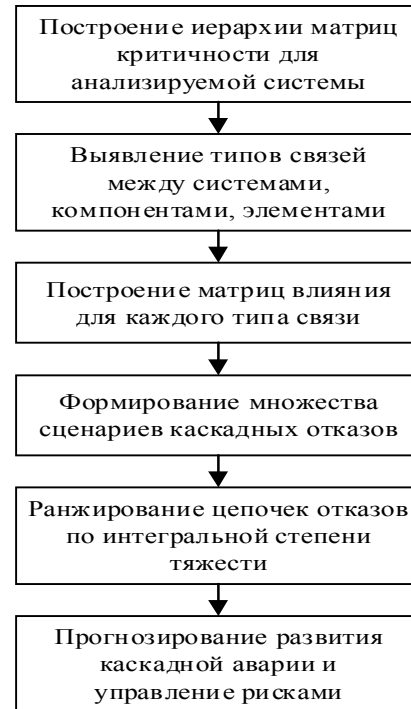 Построение иерархии матриц
критичности для
анализируемой системы
Выявление типов связей
между системами,
компонентами, элементами
Построение матриц влияния
для каждого типа связи
Формирование множества
сценариев каскадных отказов
Ранжирование цепочек отказов
по интегральной степени
тяжести
Прогнозирование развития
каскадной аварии и
управление рисками